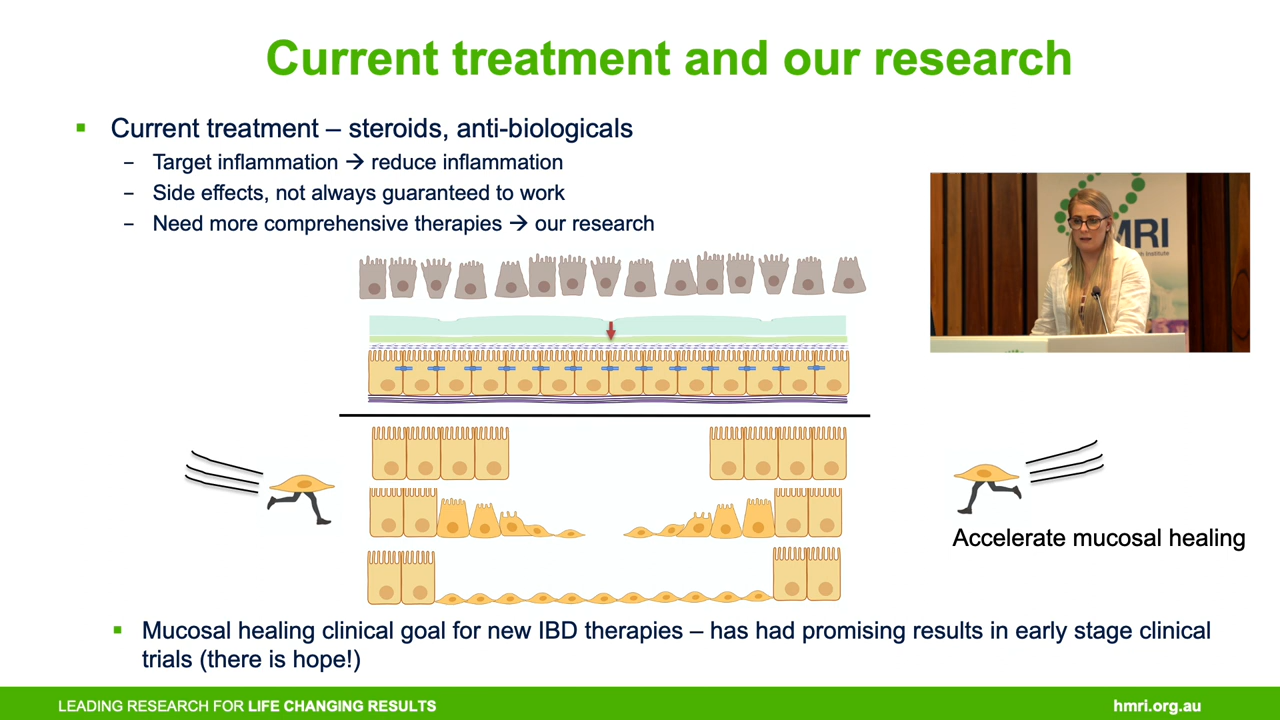 Current treatment and our research
▪ Current treatment – steroids, anti-biologicals
– Target inflammation → reduce inflammation
– Side effects, not always guaranteed to work
– Need more comprehensive therapies → our research
MRI
Institute
Accelerate mucosal healing
▪ Mucosal healing clinical goal for new IBD therapies – has had promising results in early stage clinical
trials (there is hope!)
LEADING RESEARCH FOR LIFE CHANGING RESULTS
hmri.org.au